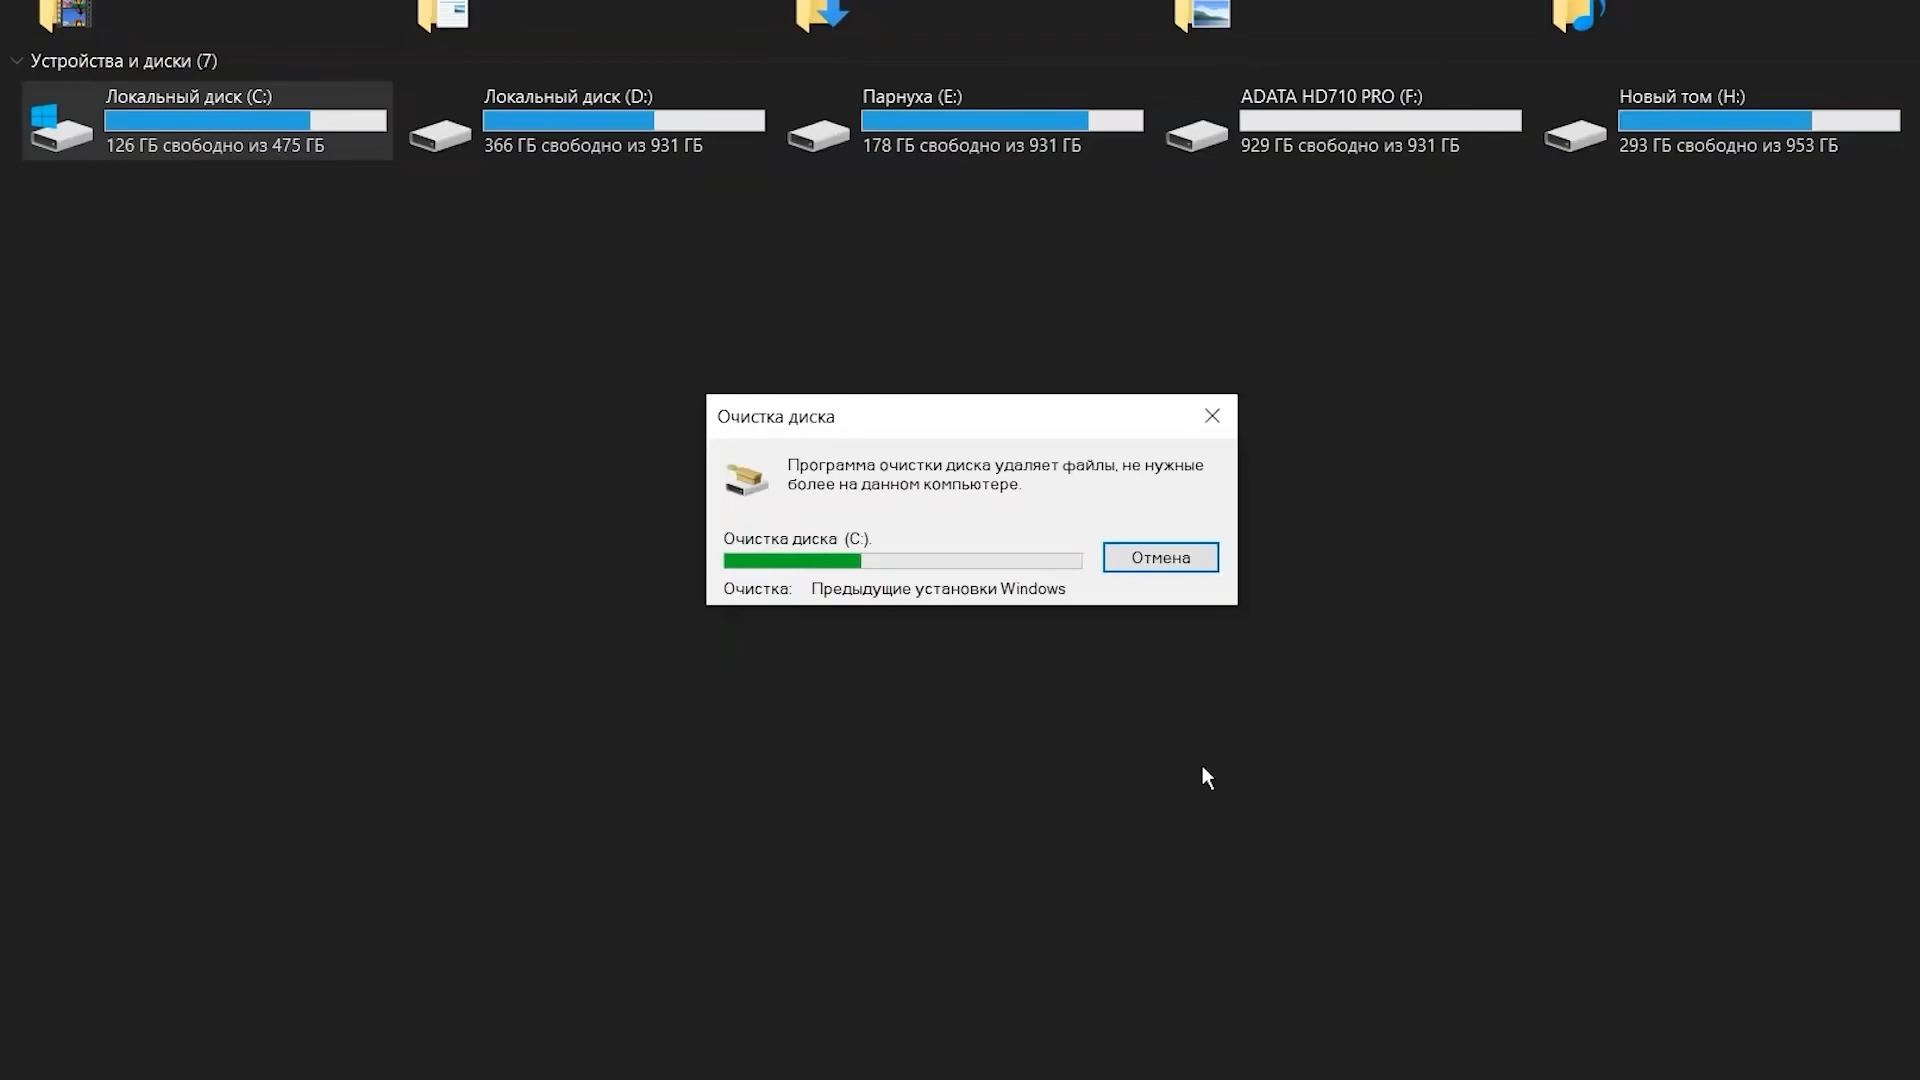 Устройства и диски (7)
Локальный диск (C:)
126 ГБ свободно из 475 ГБ
Локальный диск (D:)
366 ГБ свободно из 931 ГБ
Парнуха (E:)
178 ГБ свободно из 931 ГБ
ADATA HD710 PRO (F:)
929 ГБ свободно из 931 ГБ
Новый том (H:)
293 ГБ свободно из 953 ГБ
Очистка диска
Программа очистки диска удаляет файлы, не нужные
более на данном компьютере.
Очистка диска (C:).
Отмена
Очистка: Предыдущие установки Windows